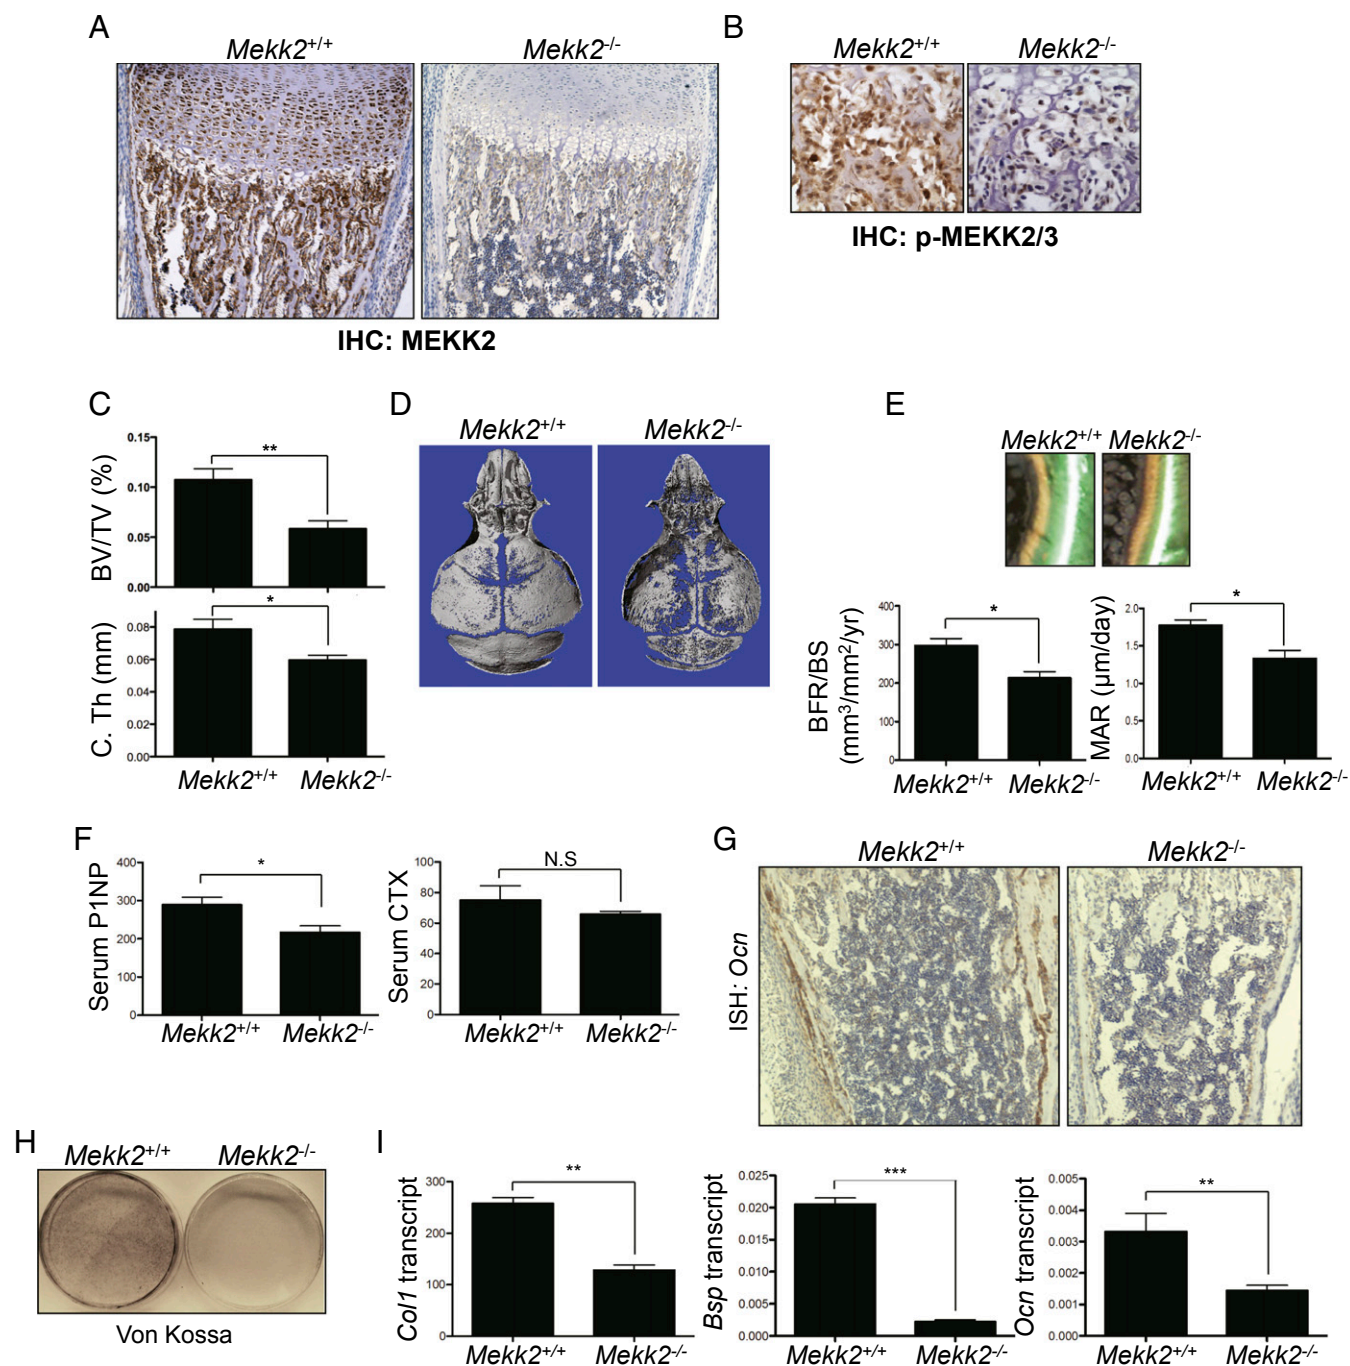 A
Mekk2+/+
Mekk2-/-
IHC: MEKK2
B
Mekk2+/+
Mekk2-/-
IHC: p-MEKK2/3
C
BV/TV (%)
0.15
0.10
0.05
0.00
**
C. Th (mm)
0.08
0.06
0.04
0.02
0.00
*
Mekk2+/+
Mekk2-/-
D
Mekk2+/+
Mekk2-/-
E
Mekk2+/+
Mekk2-/-
BFR/BS
(mm3/mm2/yr)
400
300
200
100
0
*
Mekk2+/+
Mekk2-/-
MAR (µm/day)
2.0
1.5
1.0
0.5
0.0
*
Mekk2+/+
Mekk2-/-
F
Serum P1NP
400
300
200
100
0
*
Mekk2+/+
Mekk2-/-
Serum CTX
100
80
60
40
20
0
N.S
Mekk2+/+
Mekk2-/-
G
Mekk2+/+
Mekk2-/-
ISH: Ocn
H
Mekk2+/+
Mekk2-/-
Von Kossa
I
Col1 transcript
300
200
100
0
**
Mekk2+/+
Mekk2-/-
Bsp transcript
0.025
0.020
0.015
0.010
0.005
0.000
***
Mekk2+/+
Mekk2-/-
Ocn transcript
0.005
0.004
0.003
0.002
0.001
0.000
**
Mekk2+/+
Mekk2-/-